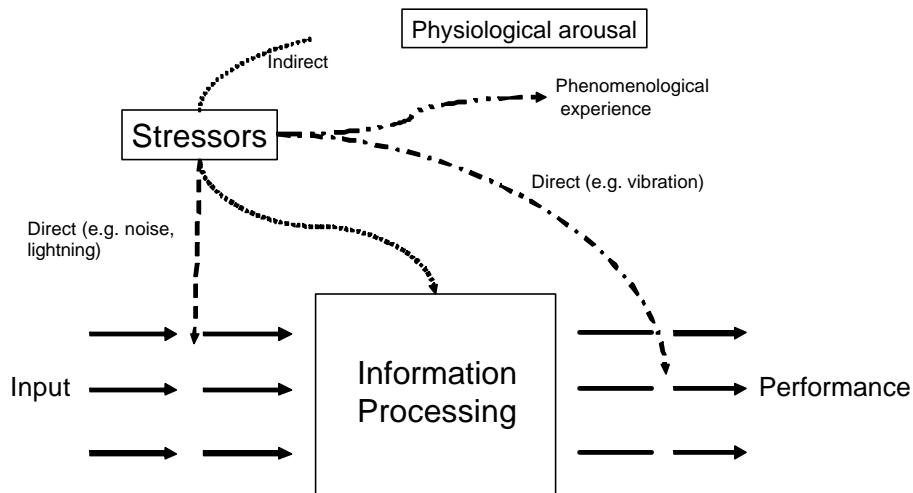 Physiological arousal
Indirect
Phenomenological
experience
Stressors
Direct (e.g. vibration)
Direct (e.g. noise,
lightning)
Information
Processing
Input
Performance